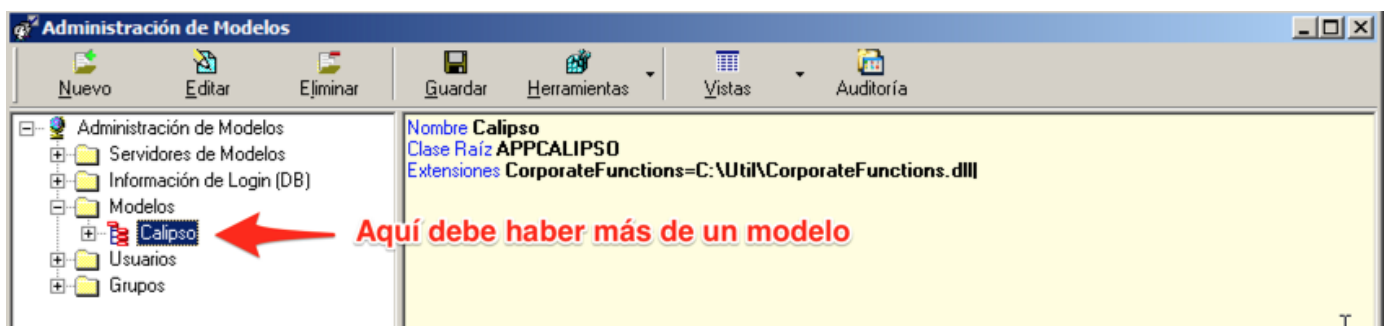 Administración de Modelos
Nuevo Editar Eliminar Guardar Herramientas Vistas Auditoría
Administración de Modelos
Servidores de Modelos
Información de Login (DB)
Modelos
Calipso
Usuarios
Grupos
Nombre Calipso
Clase Raíz APPCALIPSO
Extensiones CorporateFunctions=C:\Util\CorporateFunctions.dll
Aquí debe haber más de un modelo